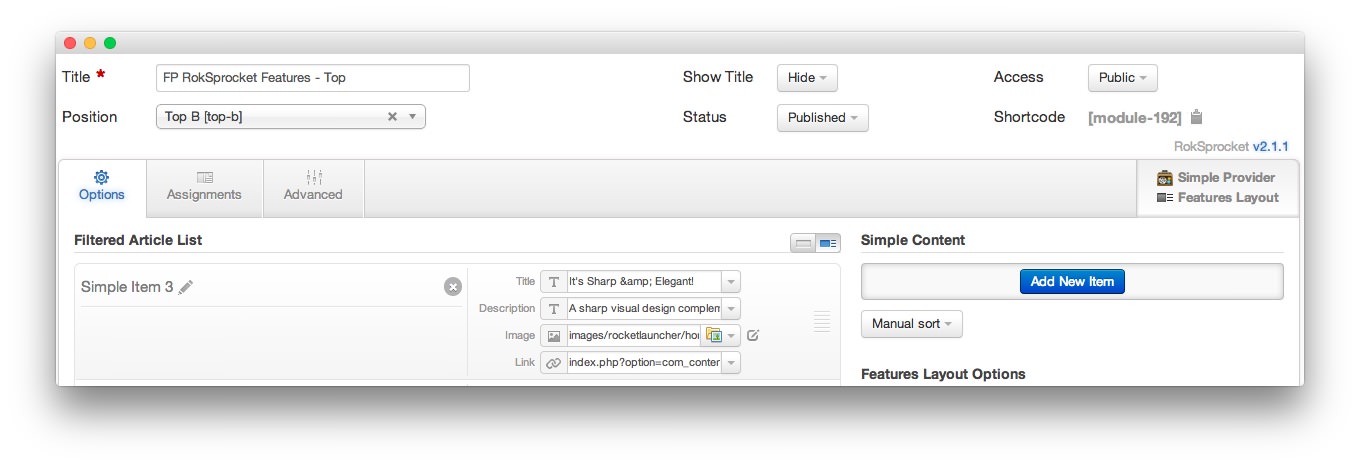 Title * FP RokSprocket Features - Top Show Title Hide Access Public
Position Top B [top-b] Status Published Shortcode [module-192]
RokSprocket v2.1.1
Options Assignments Advanced
Simple Provider
Features Layout
Filtered Article List
Simple Item 3
Title It's Sharp &amp; Elegant!
Description A sharp visual design complem
Image images/rocketlauncher/ho
Link index.php?option=com_conter
Simple Content
Add New Item
Manual sort
Features Layout Options